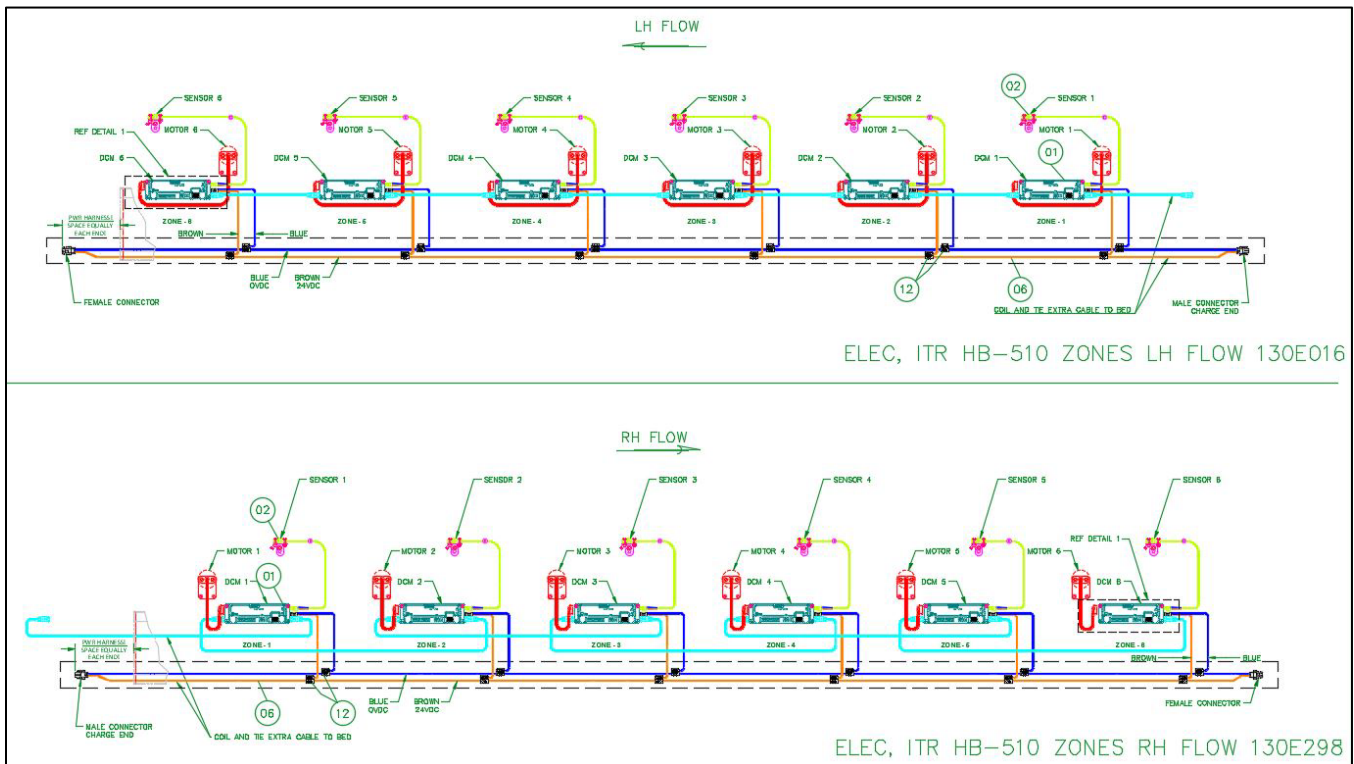 LH FLOW
02
SENSOR 6
SENSOR 5
SENSOR 4
SENSOR 3
SENSOR 2
SENSOR 1
REF DETAIL 1
MOTOR 6
MOTOR 5
MOTOR 4
MOTOR 3
MOTOR 2
MOTOR 1
01
DCM 6
DCM 5
DCM 4
DCM 3
DCM 2
DCM 1
PWR HARNESS
SPACE EQUALLY
EACH END
ZONE-6
ZONE-5
ZONE-4
ZONE-3
ZONE-2
ZONE-1
BROWN
BLUE
BLUE
0VDC
BROWN
24VDC
12
06
FEMALE CONNECTOR
COIL AND TIE EXTRA CABLE TO BED
MALE CONNECTOR
CHARGE END
ELEC, ITR HB-510 ZONES LH FLOW 130E016
RH FLOW
SENSOR 1
SENSOR 2
SENSOR 3
SENSOR 4
SENSOR 5
SENSOR 6
02
MOTOR 1
MOTOR 2
MOTOR 3
MOTOR 4
MOTOR 5
MOTOR 6
REF DETAIL 1
01
DCM 1
DCM 2
DCM 3
DCM 4
DCM 5
DCM 6
PWR HARNESS
SPACE EQUALLY
EACH END
ZONE-1
ZONE-2
ZONE-3
ZONE-4
ZONE-5
ZONE-6
BROWN
BLUE
MALE CONNECTOR
CHARGE END
06
COIL AND TIE EXTRA CABLE TO BED
12
BLUE
0VDC
BROWN
24VDC
FEMALE CONNECTOR
ELEC, ITR HB-510 ZONES RH FLOW 130E298